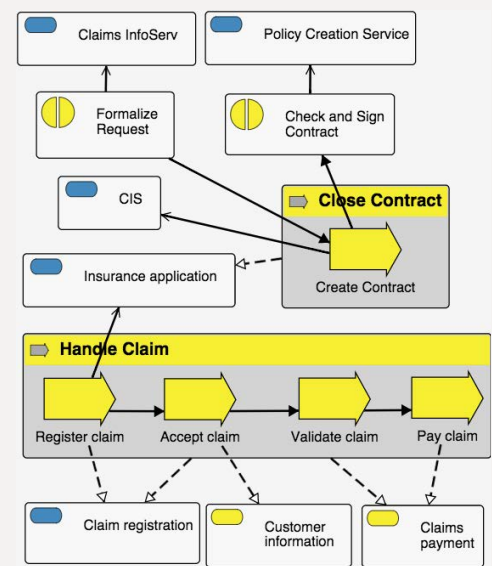 Claims InfoServ
Policy Creation Service
Formalize
Request
Check and Sign
Contract
CIS
Close Contract
Create Contract
Insurance application
Handle Claim
Register claim
Accept claim
Validate claim
Pay claim
Claim registration
Customer
information
Claims
payment